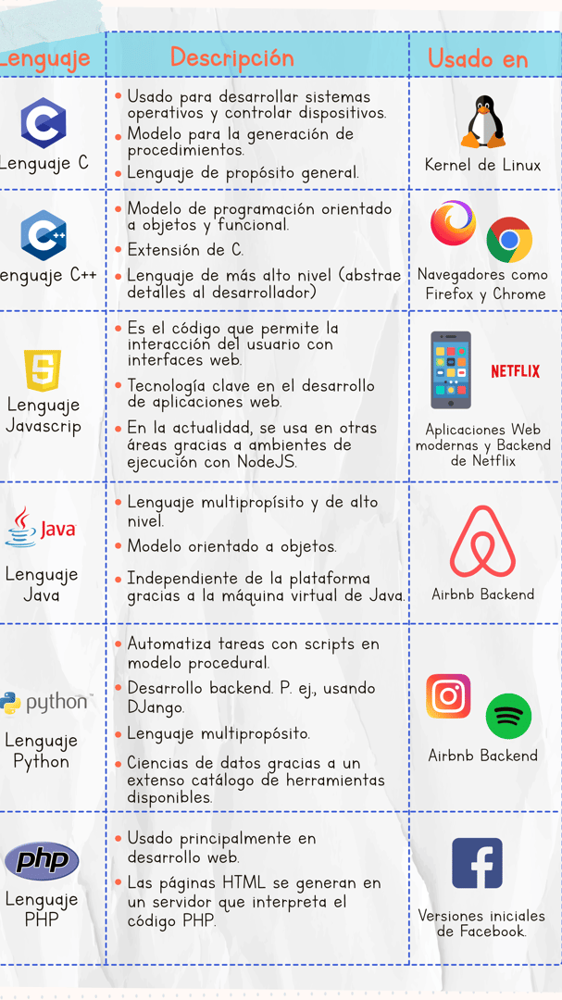 Lenguaje
Descripción
Usado en
C
Lenguaje C
Usado para desarrollar sistemas
operativos y controlar dispositivos.
Modelo para la generación de
procedimientos.
Lenguaje de propósito general.
Kernel de Linux
C++
enguaje C++
Modelo de programación orientado
a objetos y funcional.
Extensión de C.
Lenguaje de más alto nivel (abstrae
detalles al desarrollador)
Navegadores como
Firefox y Chrome
S
Lenguaje
Javascrip
Es el código que permite la
interacción del usuario con
interfaces web.
Tecnología clave en el desarrollo
de aplicaciones web.
En la actualidad, se usa en otras
áreas gracias a ambientes de
ejecución con NodeJS.
NETFLIX
Aplicaciones Web
modernas y Backend
de Netflix
Java
Lenguaje
Java
Lenguaje multipropísito y de alto
nivel.
Modelo orientado a objetos.
Independiente de la plataforma
gracias a la máquina virtual de Java.
Airbnb Backend
python™
Lenguaje
Python
Automatiza tareas con scripts en
modelo procedural.
Desarrollo backend. P. ej., usando
DJango.
Lenguaje multipropósito.
Ciencias de datos gracias a un
extenso catálogo de herramientas
disponibles.
Airbnb Backend
php
Lenguaje
PHP
Usado principalmente en
desarrollo web.
Las páginas HTML se generan en
un servidor que interpreta el
código PHP.
f
Versiones iniciales
de Facebook.